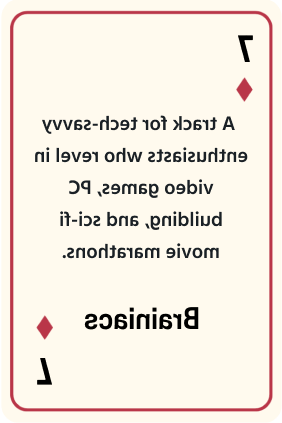 7
A track for tech-savvy
enthusiasts who revel in
video games, PC
building, and sci-fi
movie marathons.
Brainiacs
7